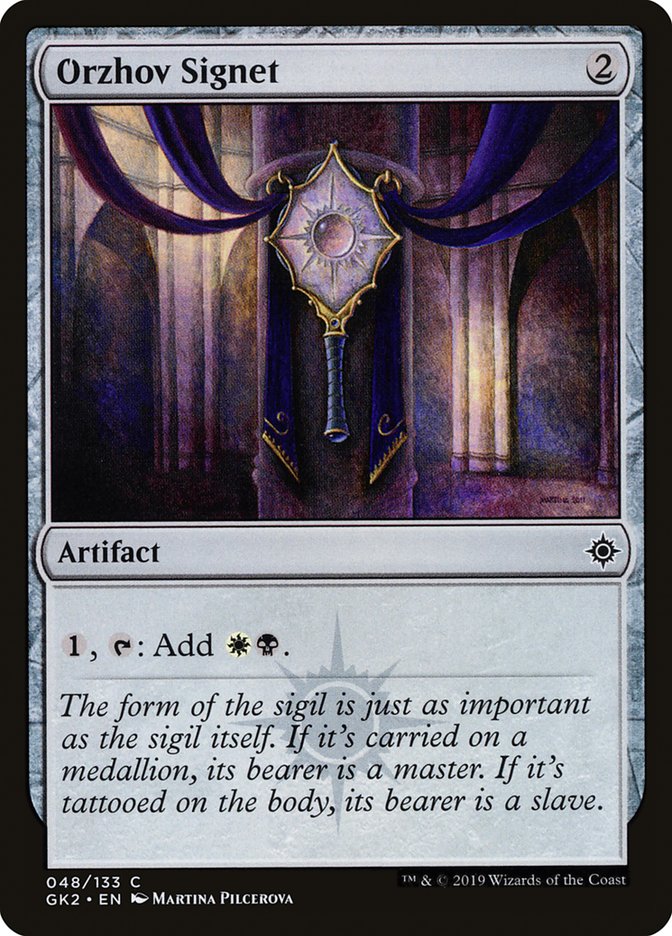 Orzhov Signet 2
MARTINA 2011
Artifact
1, : Add .
The form of the sigil is just as important
as the sigil itself. If it's carried on a
medallion, its bearer is a master. If it's
tattooed on the body, its bearer is a slave.
048/133 C
GK2 • EN Martina Pilcerova
™ & © 2019 Wizards of the Coast